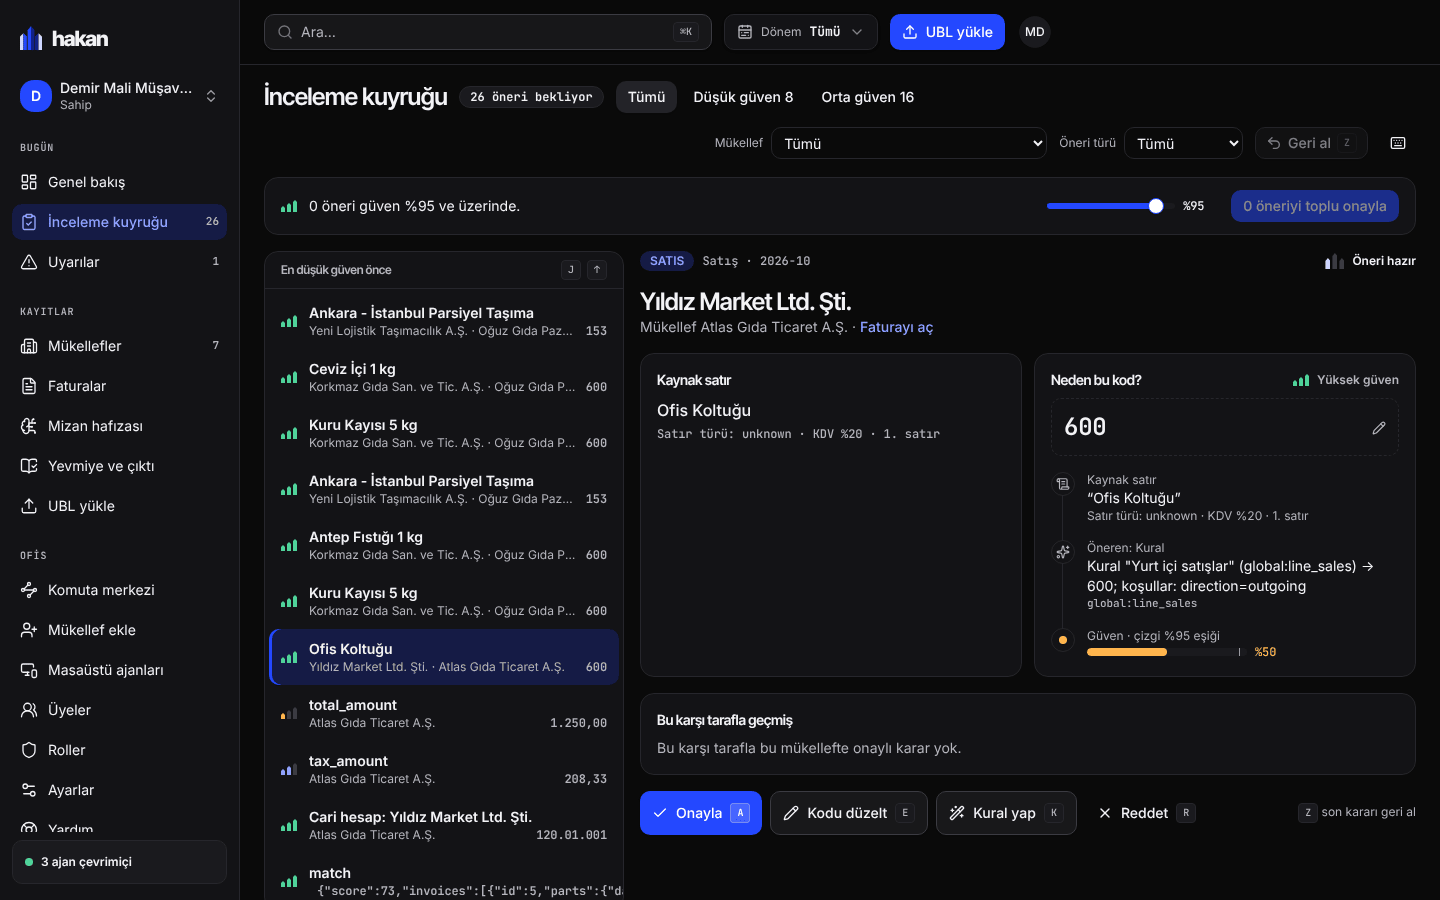 hakan
Ara...
⌘K
Dönem Tümü
UBL yükle
MD
D
Demir Mali Müşav...
Sahip
BUGÜN
Genel bakış
İnceleme kuyruğu 26
Uyarılar 1
KAYITLAR
Mükellefler 7
Faturalar
Mizan hafızası
Yevmiye ve çıktı
UBL yükle
OFİS
Komuta merkezi
Mükellef ekle
Masaüstü ajanları
Üyeler
Roller
Ayarlar
Yardım
3 ajan çevrimiçi
İnceleme kuyruğu
26 öneri bekliyor
Tümü
Düşük güven 8
Orta güven 16
Mükellef Tümü
Öneri türü Tümü
Geri al Z
0 öneri güven %95 ve üzerinde.
%95
0 öneriyi toplu onayla
En düşük güven önce
J ↑
Ankara - İstanbul Parsiyel Taşıma
Yeni Lojistik Taşımacılık A.Ş. · Oğuz Gıda Paz... 153
Ceviz İçi 1 kg
Korkmaz Gıda San. ve Tic. A.Ş. · Oğuz Gıda P... 600
Kuru Kayısı 5 kg
Korkmaz Gıda San. ve Tic. A.Ş. · Oğuz Gıda P... 600
Ankara - İstanbul Parsiyel Taşıma
Yeni Lojistik Taşımacılık A.Ş. · Oğuz Gıda Paz... 153
Antep Fıstığı 1 kg
Korkmaz Gıda San. ve Tic. A.Ş. · Oğuz Gıda P... 600
Kuru Kayısı 5 kg
Korkmaz Gıda San. ve Tic. A.Ş. · Oğuz Gıda P... 600
Ofis Koltuğu
Yıldız Market Ltd. Şti. · Atlas Gıda Ticaret A.Ş. 600
total_amount
Atlas Gıda Ticaret A.Ş. 1.250,00
tax_amount
Atlas Gıda Ticaret A.Ş. 208,33
Cari hesap: Yıldız Market Ltd. Şti.
Atlas Gıda Ticaret A.Ş. 120.01.001
match
{"score":73,"invoices":[{"id":5,"parts":{"da
SATIS Satış · 2026-10
Öneri hazır
Yıldız Market Ltd. Şti.
Mükellef Atlas Gıda Ticaret A.Ş. · Faturayı aç
Kaynak satır
Ofis Koltuğu
Satır türü: unknown · KDV %20 · 1. satır
Neden bu kod?
Yüksek güven
600
Kaynak satır
“Ofis Koltuğu”
Satır türü: unknown · KDV %20 · 1. satır
Öneren: Kural
Kural "Yurt içi satışlar" (global:line_sales) →
600; koşullar: direction=outgoing
global:line_sales
Güven · çizgi %95 eşiği
%50
Bu karşı tarafla geçmiş
Bu karşı tarafla bu mükellefte onaylı karar yok.
Onayla A
Kodu düzelt E
Kural yap K
Reddet R
Z son kararı geri al